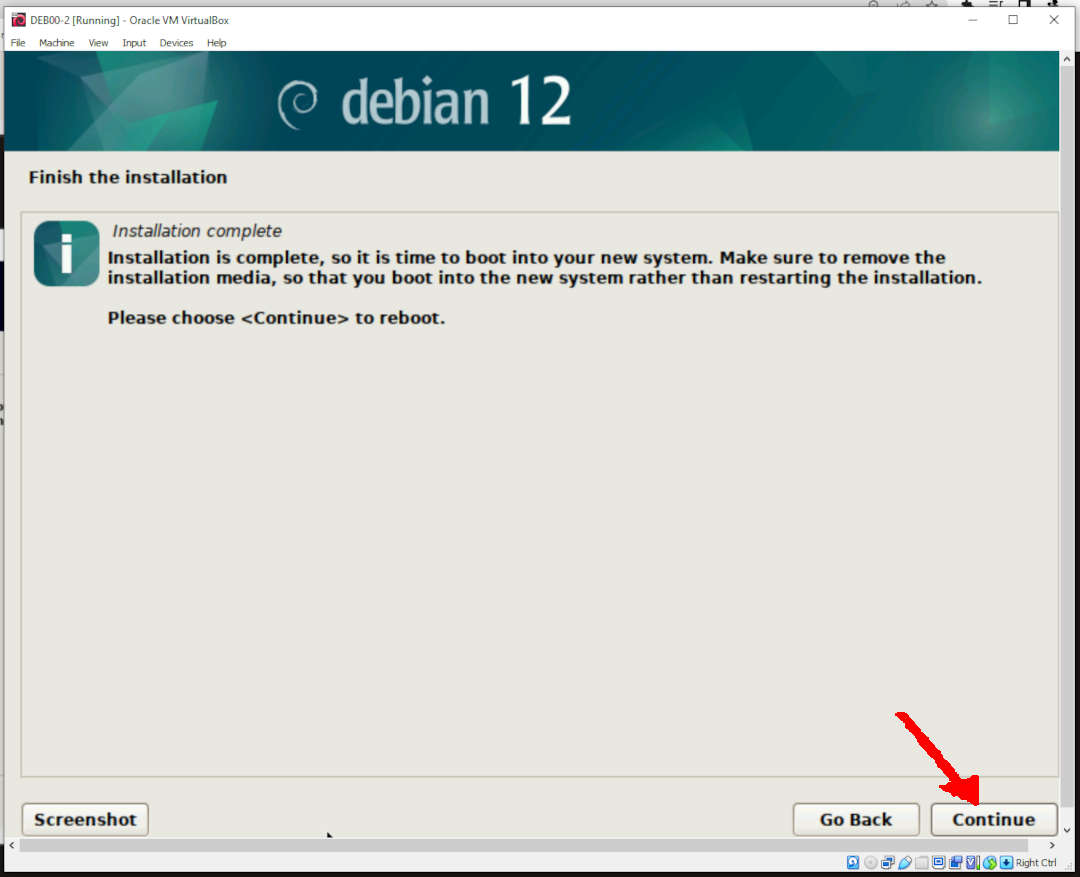 DEB00-2 [Running] - Oracle VM VirtualBox
File Machine View Input Devices Help
debian 12
Finish the installation
Installation complete
Installation is complete, so it is time to boot into your new system. Make sure to remove the
installation media, so that you boot into the new system rather than restarting the installation.
Please choose <Continue> to reboot.
Screenshot Go Back Continue
Right Ctrl